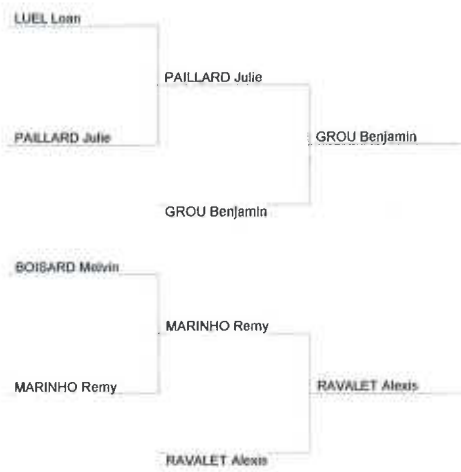 LUEL Loan
PAILLARD Julie
PAILLARD Julie
GROU Benjamin
GROU Benjamin
BOISARD Melvin
MARINHO Remy
MARINHO Remy
RAVALET Alexis
RAVALET Alexis